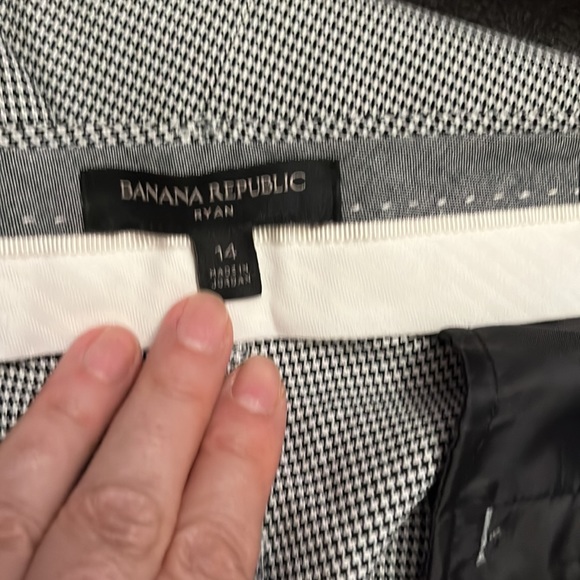 BANANA REPUBLIC
RYAN
14
MADE IN
JORDAN